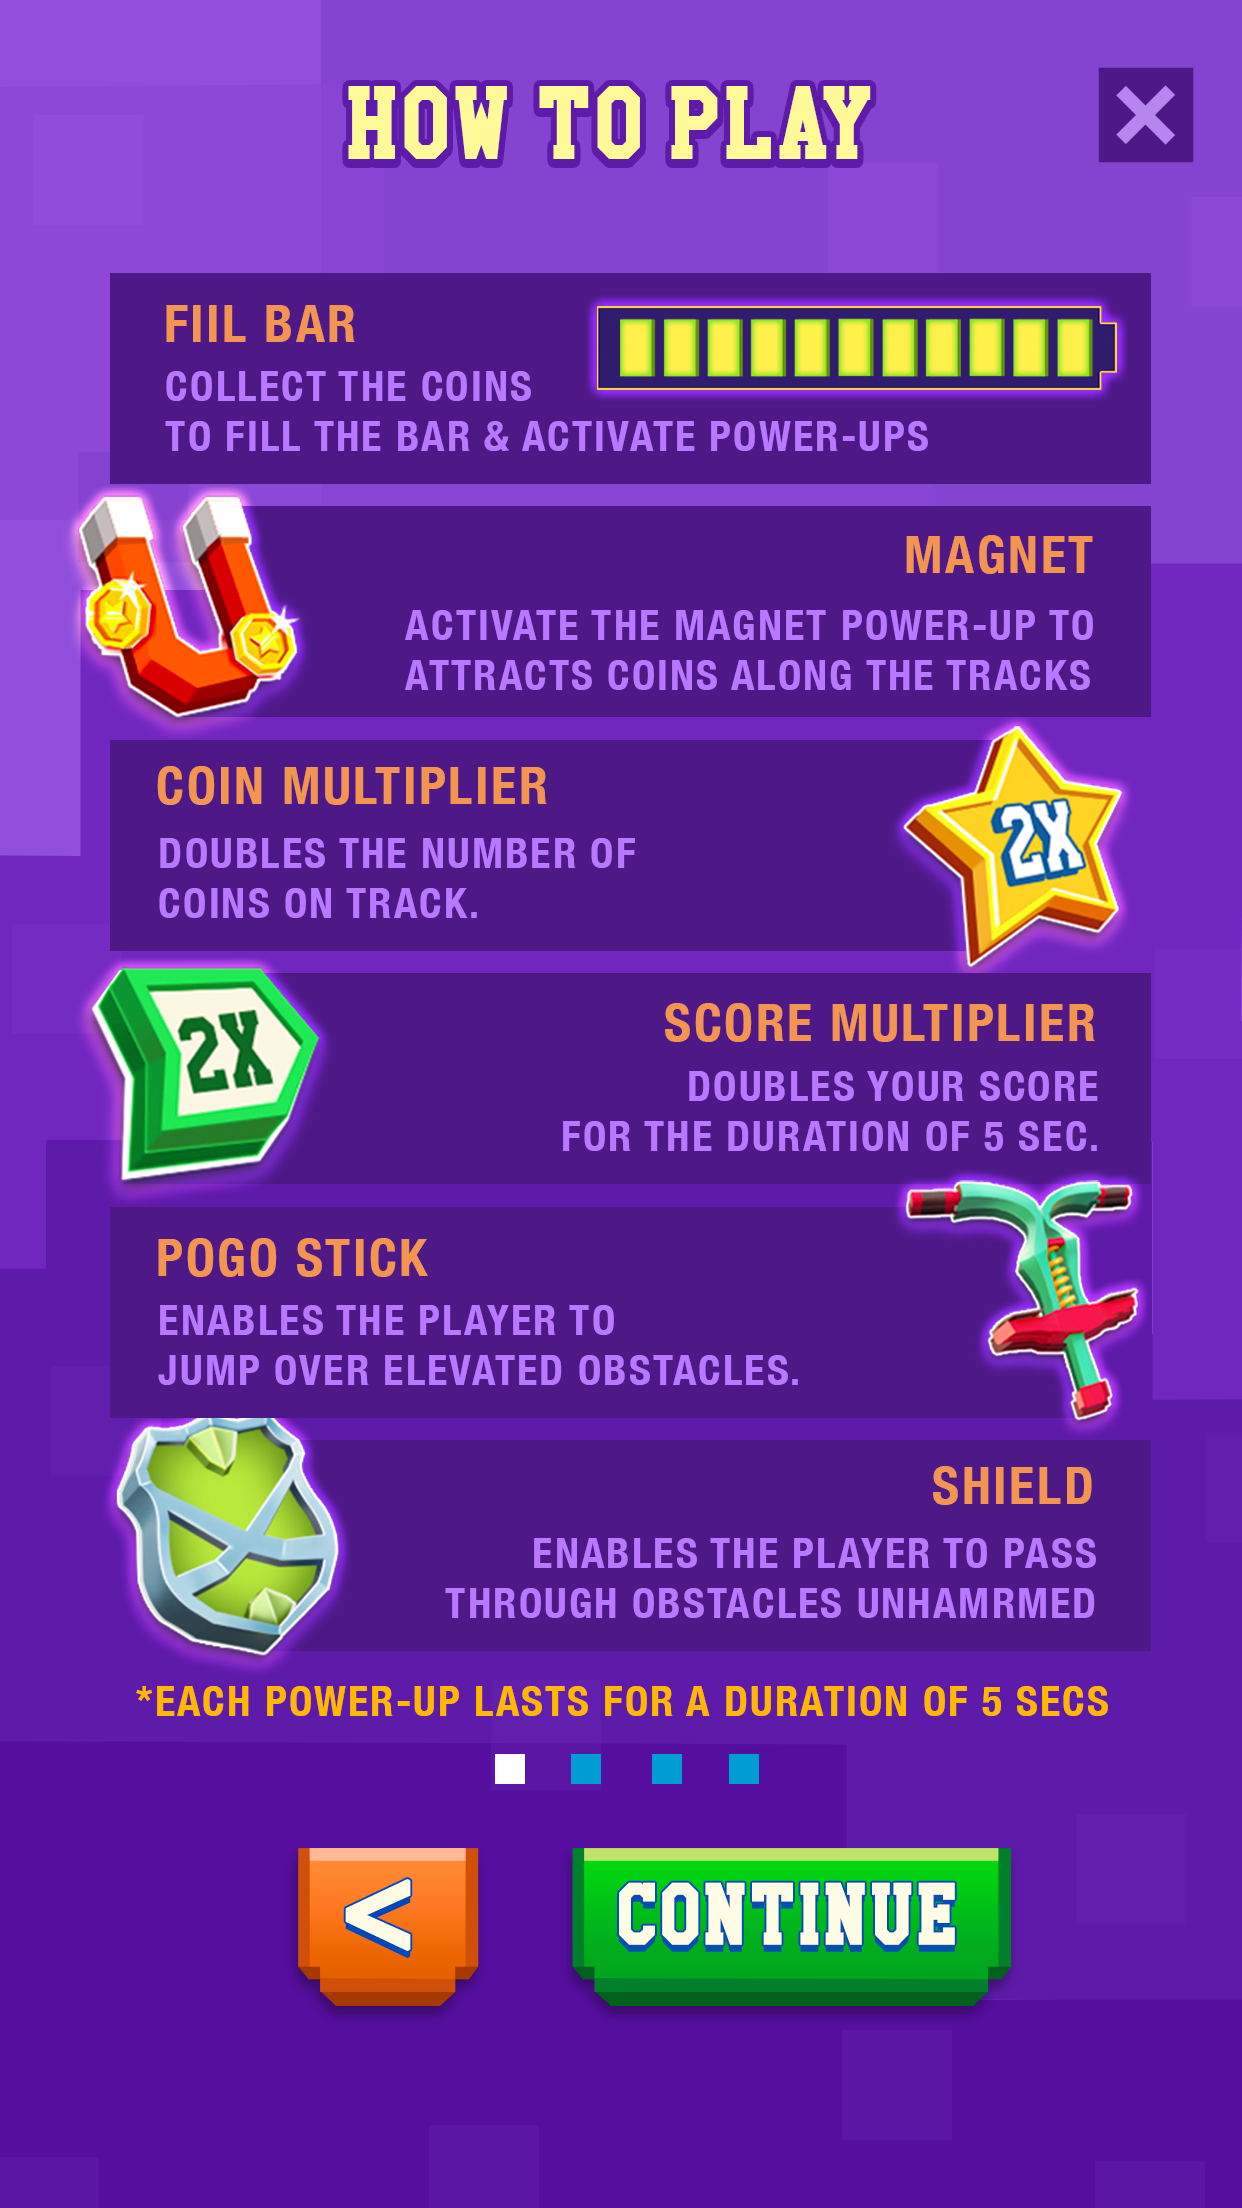 HOW TO PLAY
FIIL BAR
COLLECT THE COINS
TO FILL THE BAR & ACTIVATE POWER-UPS
MAGNET
ACTIVATE THE MAGNET POWER-UP TO
ATTRACTS COINS ALONG THE TRACKS
COIN MULTIPLIER
DOUBLES THE NUMBER OF
COINS ON TRACK.
2X
2X
SCORE MULTIPLIER
DOUBLES YOUR SCORE
FOR THE DURATION OF 5 SEC.
POGO STICK
ENABLES THE PLAYER TO
JUMP OVER ELEVATED OBSTACLES.
SHIELD
ENABLES THE PLAYER TO PASS
THROUGH OBSTACLES UNHAMRMED
*EACH POWER-UP LASTS FOR A DURATION OF 5 SECS
<
CONTINUE